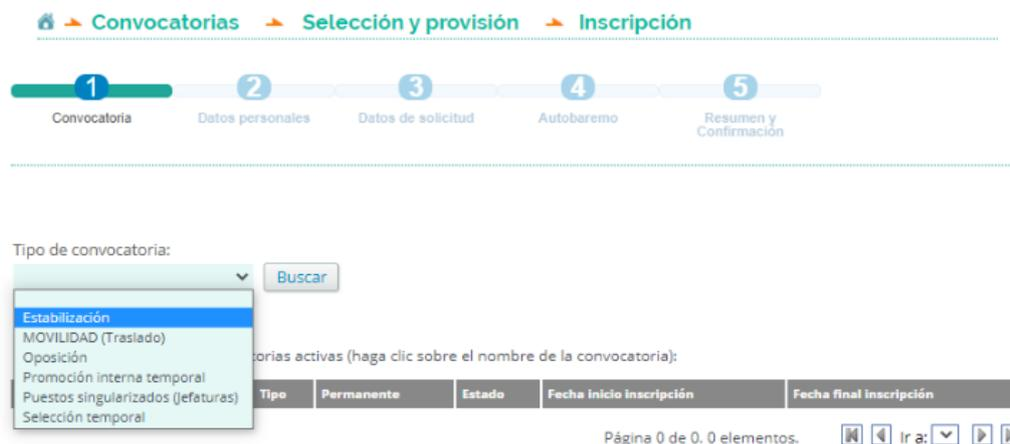 Convocatorias Selección y provisión Inscripción
1 2 3 4 5
Convocatoria Datos personales Datos de solicitud Autobaremo Resumen y
Confirmación
Tipo de convocatoria:
Buscar
Estabilización
MOVILIDAD (Traslado)
Oposición
Promoción interna temporal
Puestos singularizados (Jefaturas)
Selección temporal
orias activas (haga clic sobre el nombre de la convocatoria):
Tipo Permanente Estado Fecha inicio inscripción Fecha final inscripción
Página 0 de 0. 0 elementos. Ir a: